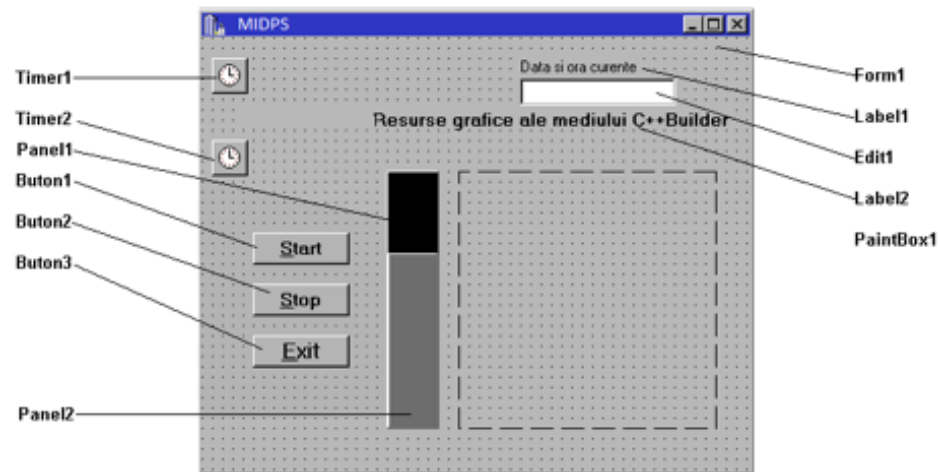 MIDPS
Timer1
Data si ora curente
Form1
Timer2
Resurse grafice ale mediului C++Builder
Label1
Panel1
Edit1
Buton1
Label2
Buton2
Start
PaintBox1
Buton3
Stop
Exit
Panel2